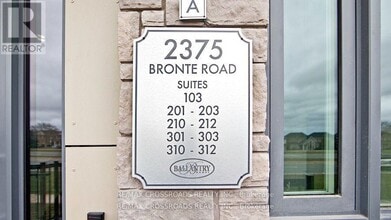 A
2375
BRONTE ROAD
SUITES
103
201 - 203
210 - 212
301 - 303
310 - 312
BALLANTRY
REALTOR